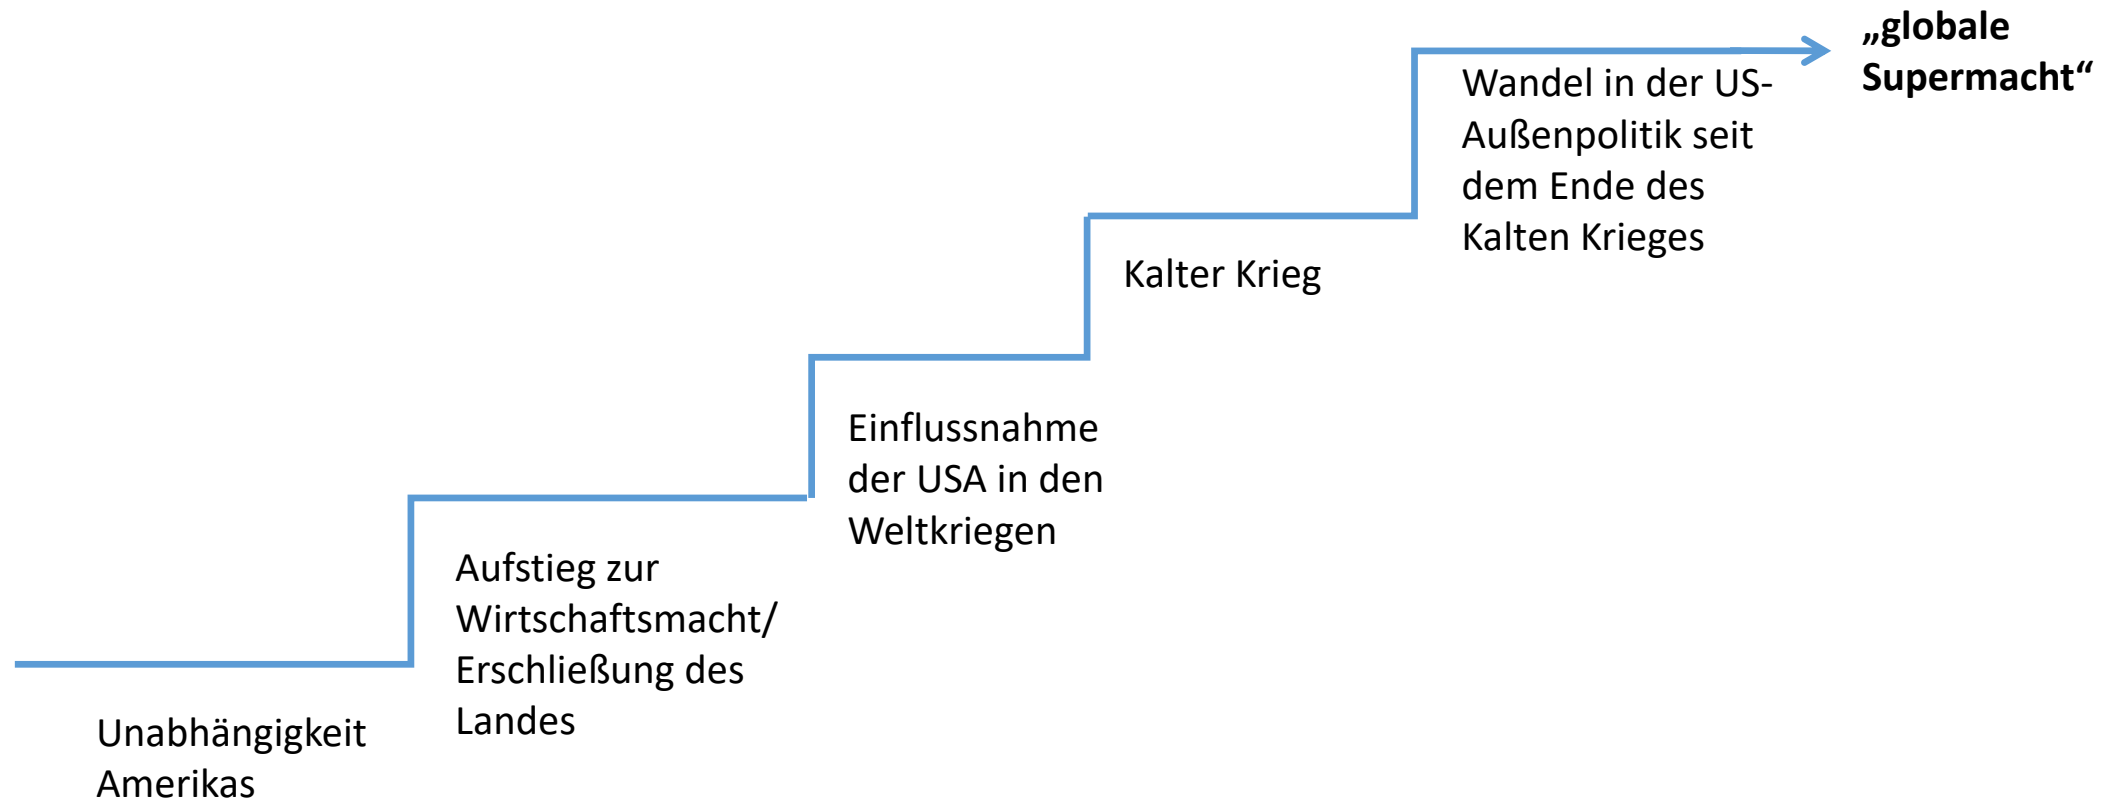 Unabhängigkeit
Amerikas
Aufstieg zur
Wirtschaftsmacht/
Erschließung des
Landes
Einflussnahme
der USA in den
Weltkriegen
Kalter Krieg
Wandel in der US-
Außenpolitik seit
dem Ende des
Kalten Krieges
„globale
Supermacht“